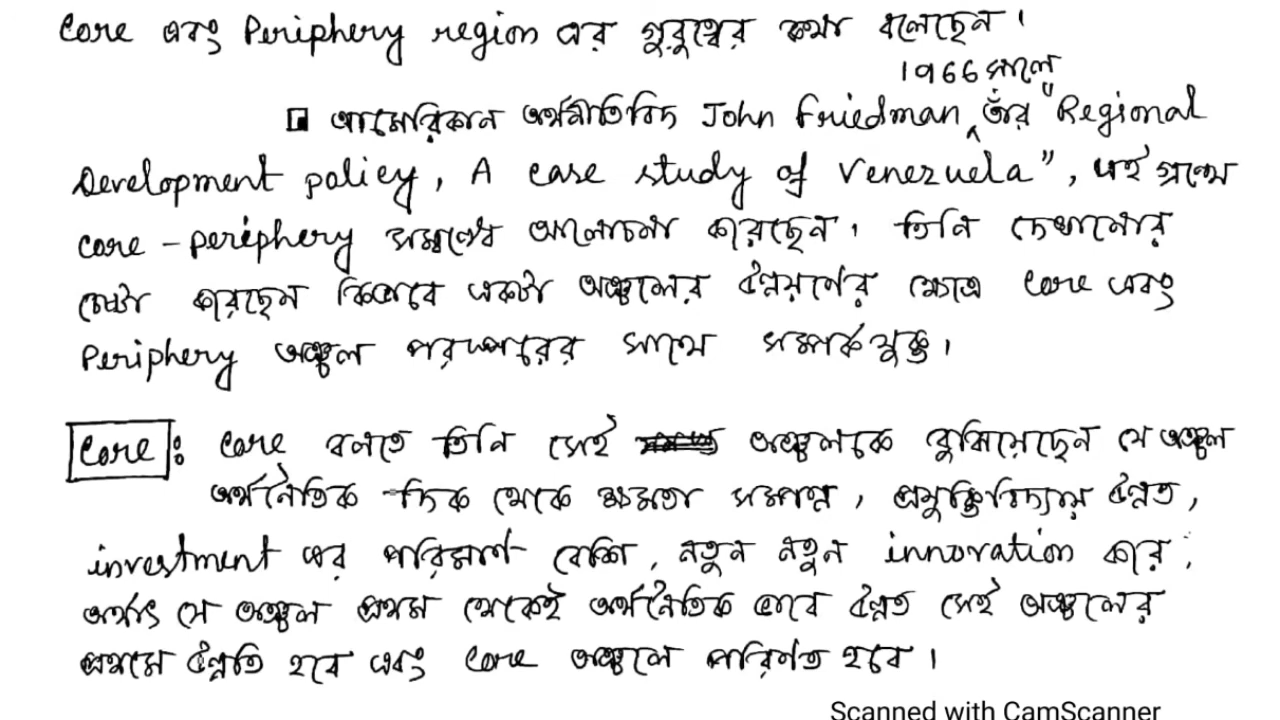 Core এবং Periphery region এর গুরুত্বের কথা বলেছেন।
1966 সালে
আমেরিকান অর্থনীতিবিদ John Friedman, তাঁর "Regional
Development policy, A case study of Venezuela", এই গ্রন্থে
core - periphery সম্বন্ধে আলোচনা করেছেন। তিনি দেখানোর
চেষ্টা করেছেন কিভাবে একটা অঞ্চলের উন্নয়ণের ক্ষেত্রে core এবং
Periphery অঞ্চল পরস্পরের সাথে সম্পর্কযুক্ত।
Core : Core বলতে তিনি সেই অঞ্চলকে বুঝিয়েছেন যে অঞ্চল
অর্থনৈতিক দিক থেকে ক্ষমতা সম্পন্ন, প্রযুক্তিবিদ্যায় উন্নত,
investment এর পরিমাণ বেশি, নতুন নতুন innovation করে,
অর্থাৎ যে অঞ্চল প্রথম থেকেই অর্থনৈতিক ভাবে উন্নত সেই অঞ্চলের
প্রথমে উন্নতি হবে এবং core অঞ্চলে পরিণত হবে।
Scanned with CamScanner